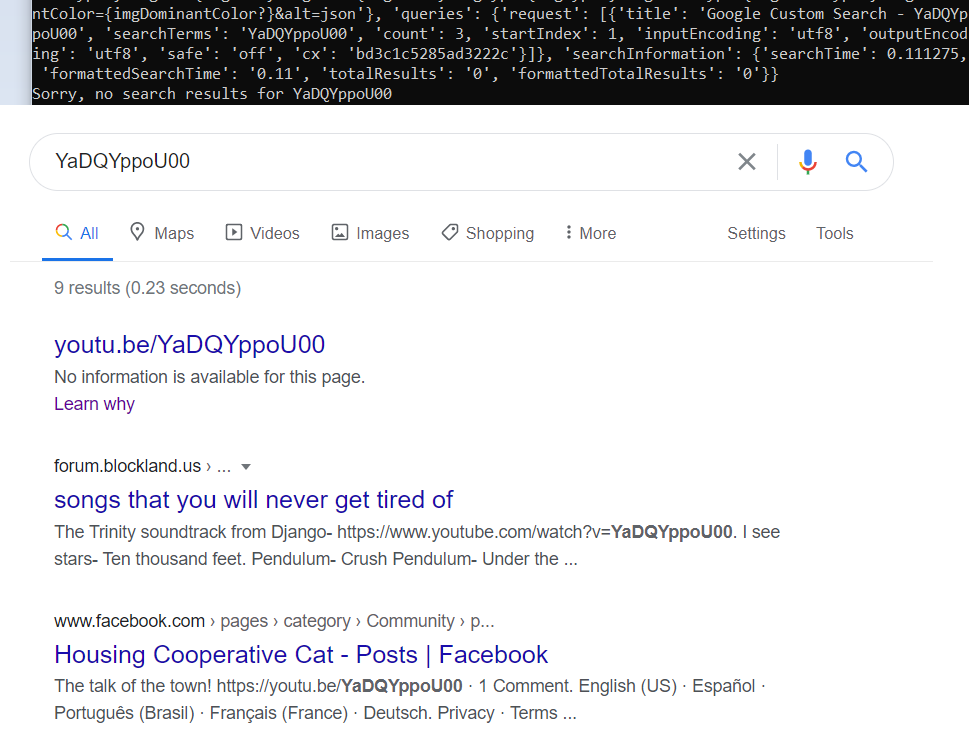 ntColor={imgDominantColor?}&alt=json'}, 'queries': {'request': [{'title': 'Google Custom Search - YaDQYp
poU00', 'searchTerms': 'YaDQYppoU00', 'count': 3, 'startIndex': 1, 'inputEncoding': 'utf8', 'outputEncod
ing': 'utf8', 'safe': 'off', 'cx': 'bd3c1c5285ad3222c'}]}, 'searchInformation': {'searchTime': 0.111275,
'formattedSearchTime': '0.11', 'totalResults': '0', 'formattedTotalResults': '0'}}
Sorry, no search results for YaDQYppoU00
YaDQYppoU00
All Maps Videos Images Shopping More Settings Tools
9 results (0.23 seconds)
youtu.be/YaDQYppoU00
No information is available for this page.
Learn why
forum.blockland.us › ...
songs that you will never get tired of
The Trinity soundtrack from Django- https://www.youtube.com/watch?v=YaDQYppoU00. I see
stars- Ten thousand feet. Pendulum- Crush Pendulum- Under the ...
www.facebook.com › pages › category › Community › p...
Housing Cooperative Cat - Posts | Facebook
The talk of the town! https://youtu.be/YaDQYppoU00 · 1 Comment. English (US) · Español ·
Português (Brasil) · Français (France) · Deutsch. Privacy · Terms ...